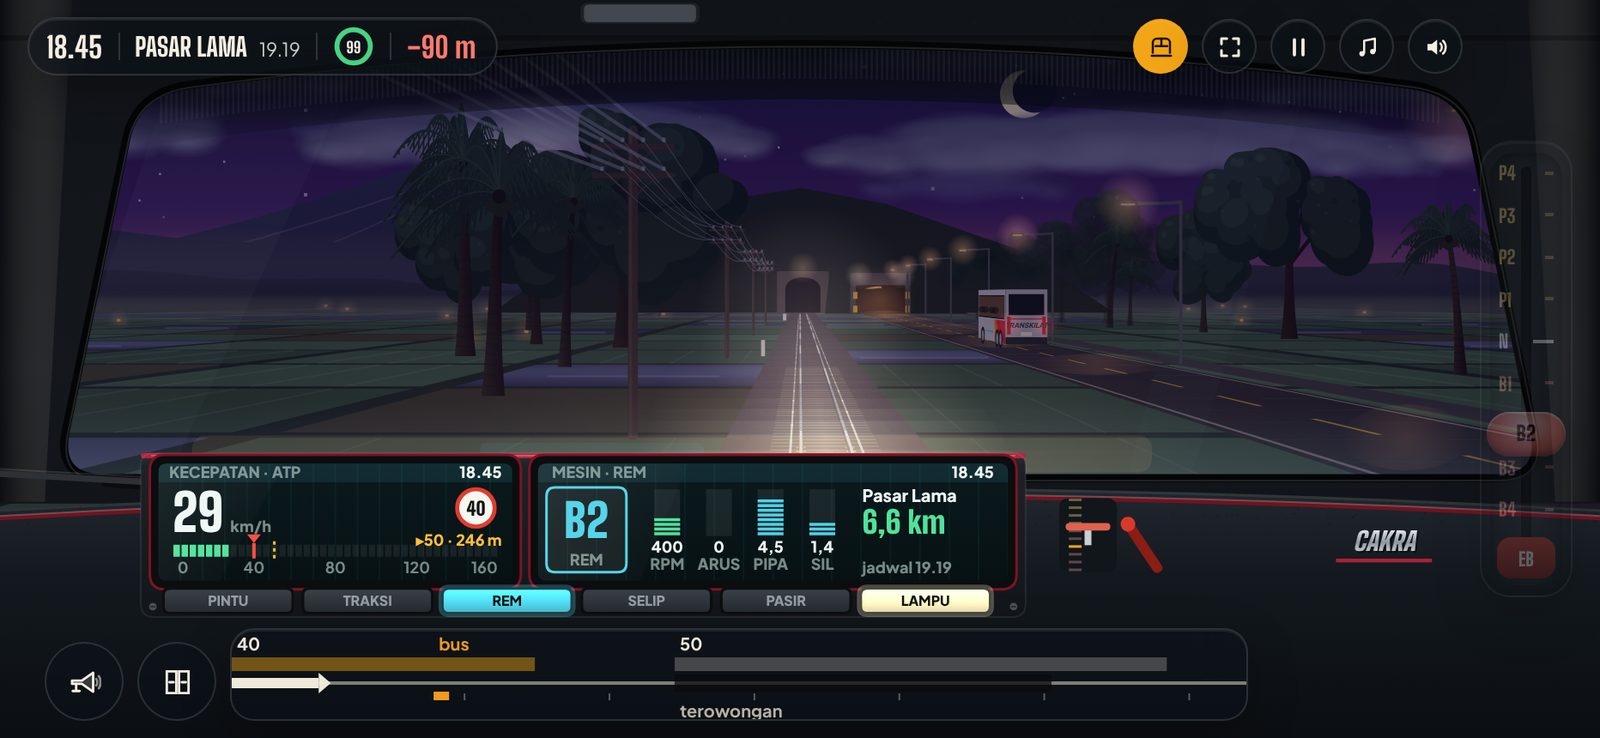 18.45 PASAR LAMA 19.19 99 −90 m
P4
P3
P2
P1
N
B1
B2
B3
B4
EB
TRANSKILAT
KECEPATAN · ATP 18.45
29 km/h
40
▸50 · 246 m
0 40 80 120 160
MESIN · REM 18.45
B2
REM
400 0 4,5 1,4
RPM ARUS PIPA SIL
Pasar Lama
6,6 km
jadwal 19.19
PINTU TRAKSI REM SELIP PASIR LAMPU
CAKRA
40 bus 50
terowongan